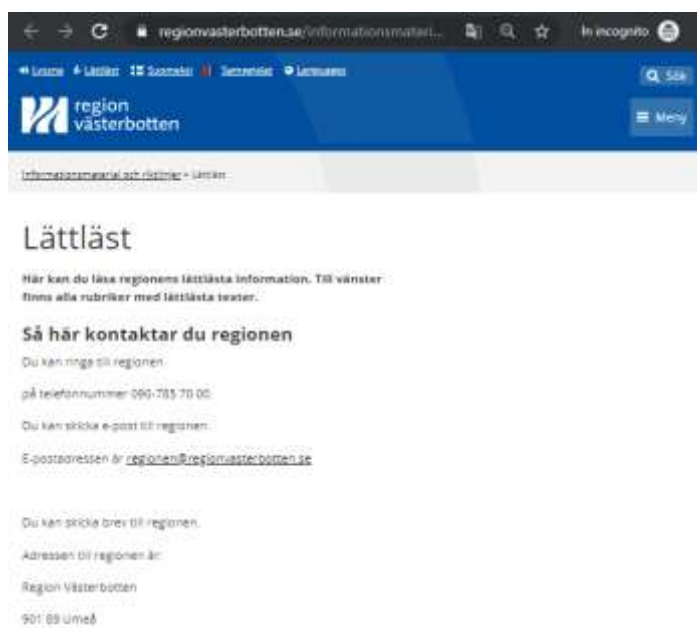 regionvasterbotten.se/informationsmateri... In incognito
Lyssna Lättläst Suomeksi Languages
Sök
region
västerbotten
Meny
Informationsmaterial och riktlinjer • Lättläst
Lättläst
Här kan du läsa regionens lättlästa information. Till vänster
finns alla rubriker med lättlästa texter.
Så här kontaktar du regionen
Du kan ringa till regionen
på telefonnummer 090-785 70 00.
Du kan skicka e-post till regionen.
E-postadressen är regionen@regionvasterbotten.se
Du kan skicka brev till regionen.
Adressen till regionen är:
Region Västerbotten
901 89 Umeå